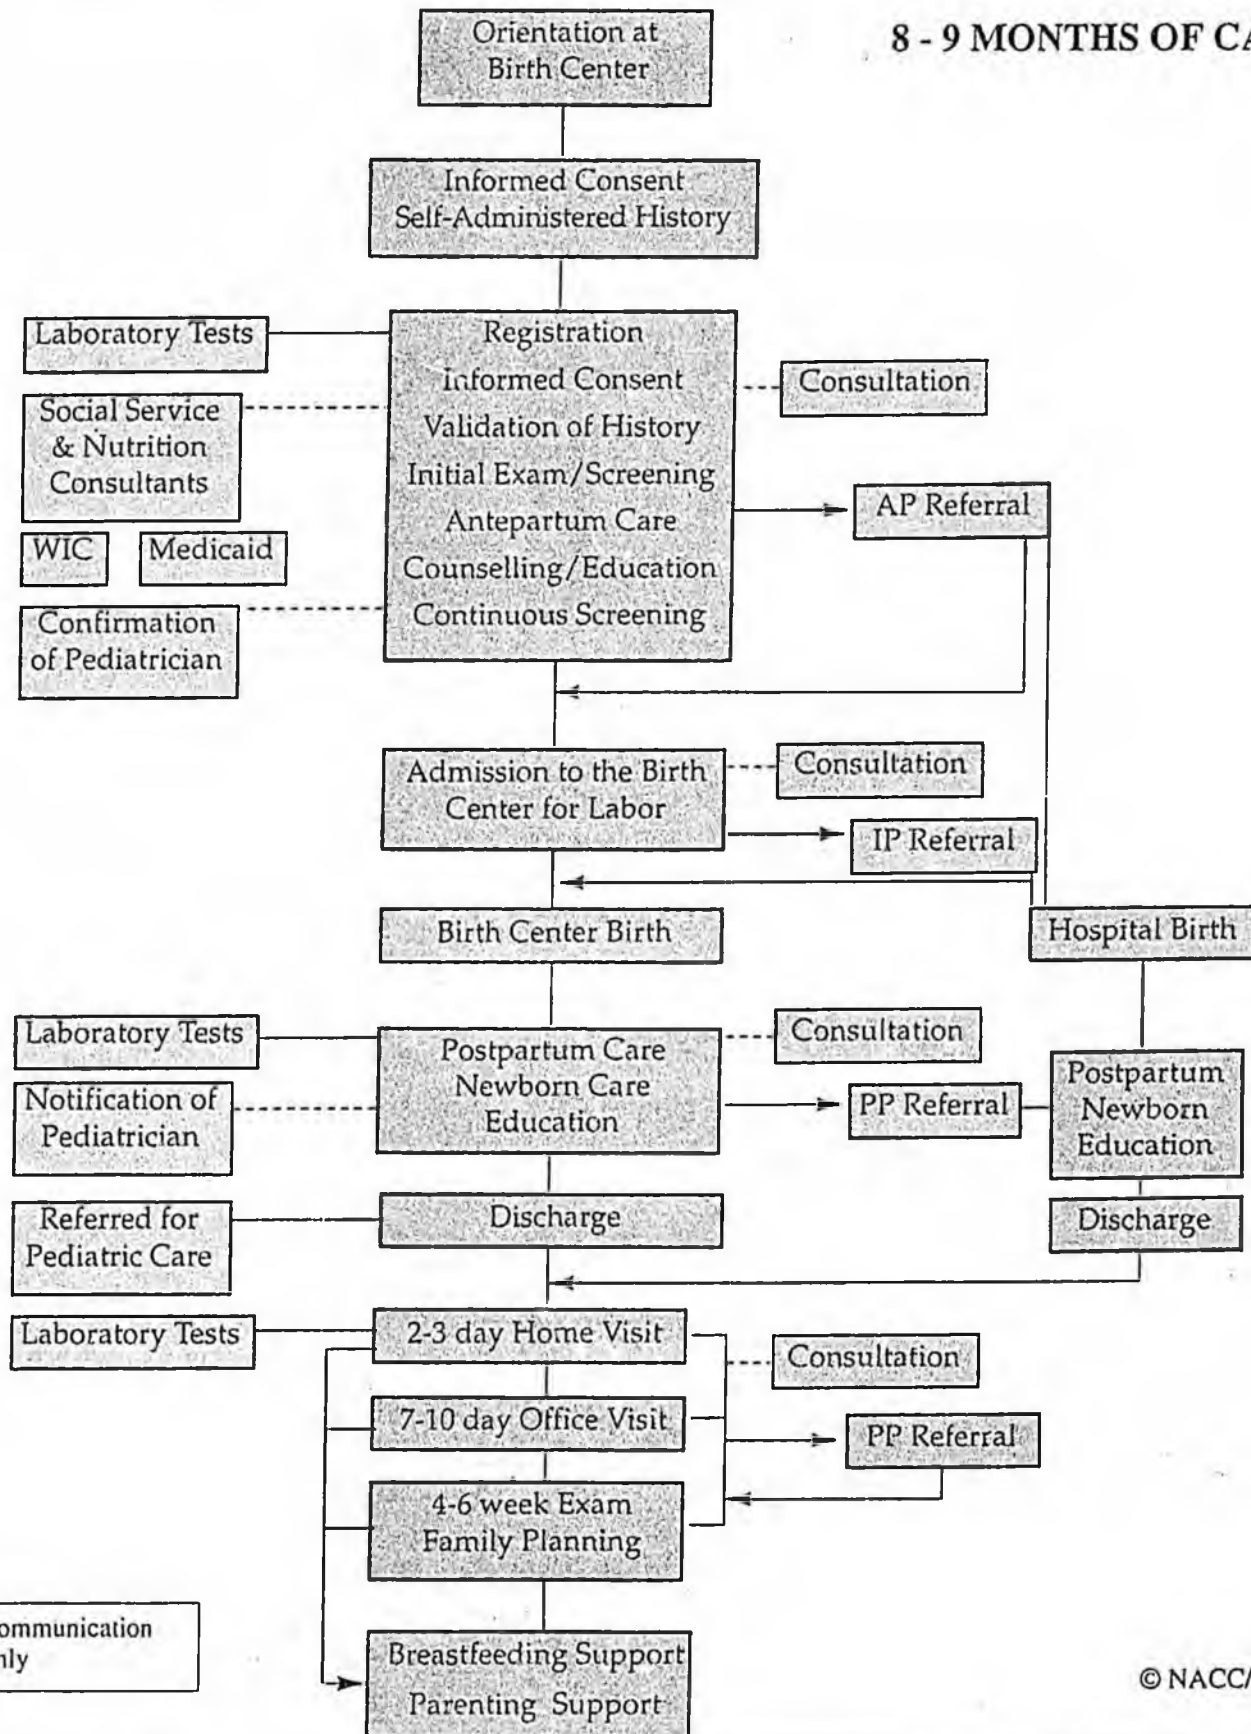 8 - 9 MONTHS OF
Orientation at
Birth Center
Informed Consent
Self-Administered History
Laboratory Tests
Registration
Informed Consent
Validation of History
Initial Exam/Screening
Antepartum Care
Counselling/Education
Continuous Screening
Consultation
Social Service
& Nutrition
Consultants
AP Referral
WIC
Medicaid
Confirmation
of Pediatrician
Admission to the Birth
Center for Labor
Consultation
IP Referral
Birth Center Birth
Hospital Birth
Laboratory Tests
Postpartum Care
Newborn Care
Education
Consultation
Notification of
Pediatrician
PP Referral
Postpartum
Newborn
Education
Referred for
Pediatric Care
Discharge
Discharge
Laboratory Tests
2-3 day Home Visit
Consultation
7-10 day Office Visit
PP Referral
4-6 week Exam
Family Planning
Breastfeeding Support
Parenting Support
ommunication
nly
© NACC/